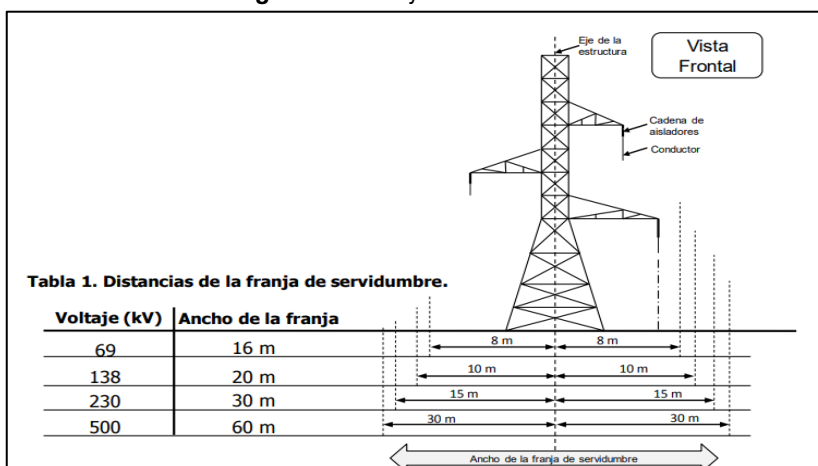 Eje de la
estructura
Vista
Frontal
Cadena de
aisladores
Conductor
Tabla 1. Distancias de la franja de servidumbre.
Voltaje (kV) Ancho de la franja
69 16 m 8 m 8 m
138 20 m 10 m 10 m
230 30 m 15 m 15 m
500 60 m 30 m 30 m
Ancho de la franja de servidumbre